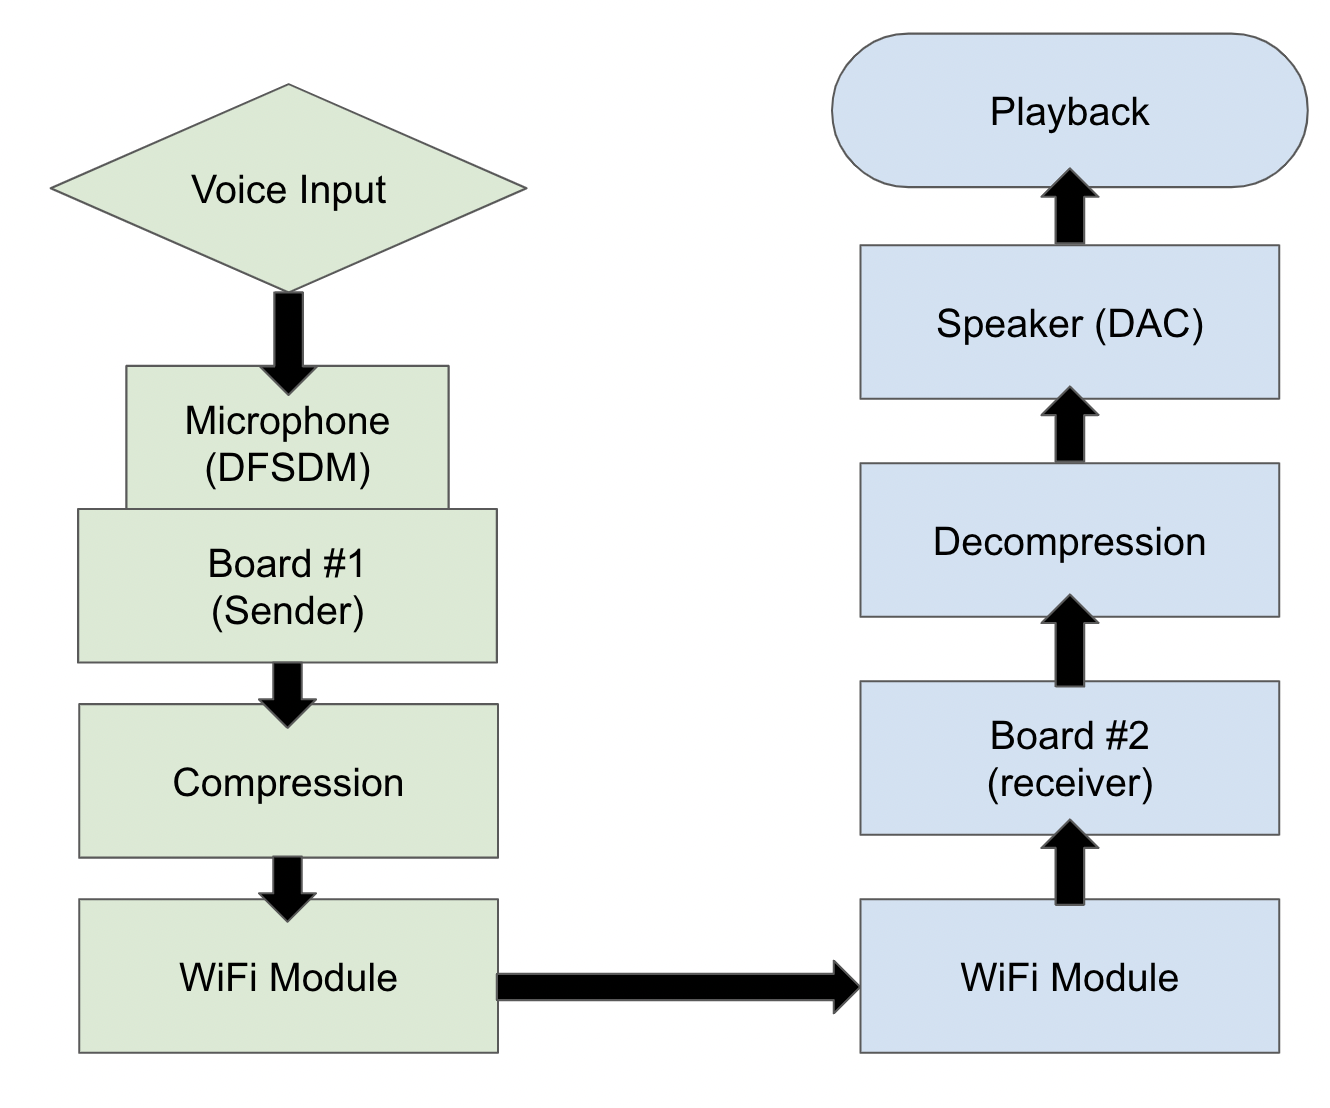 Voice Input
Microphone
(DFSDM)
Board #1
(Sender)
Compression
WiFi Module
Playback
Speaker (DAC)
Decompression
Board #2
(receiver)
WiFi Module